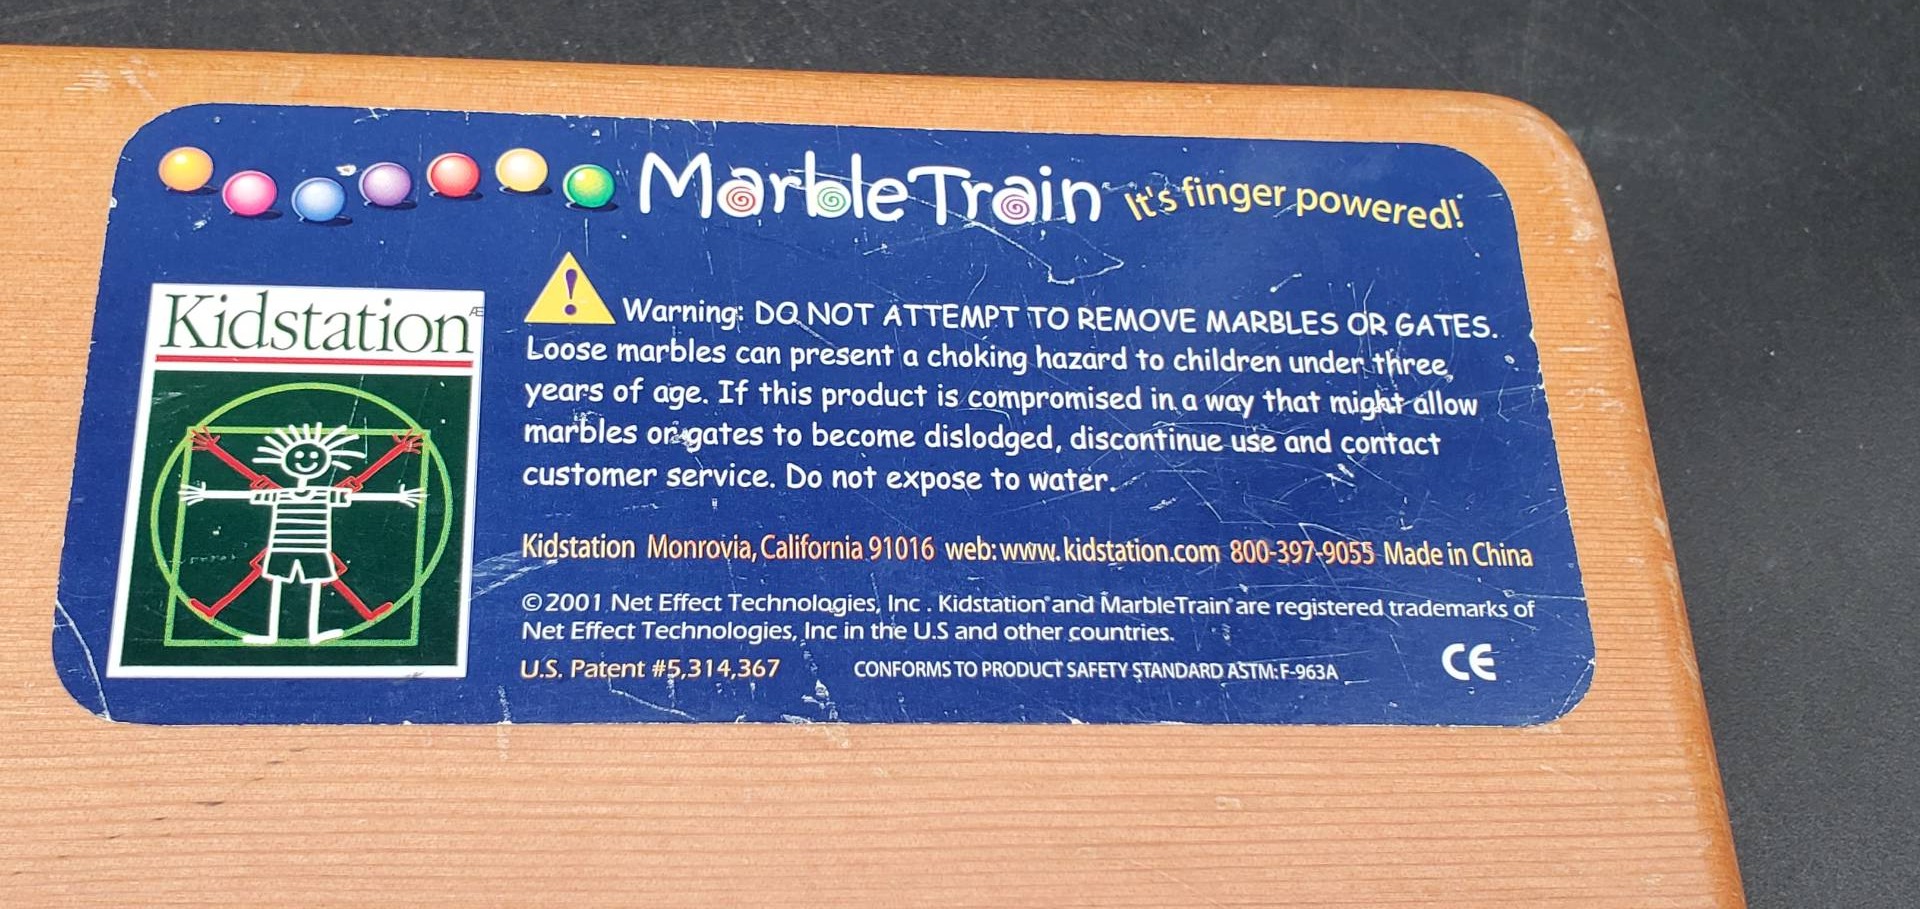 MarbleTrain It's finger powered!
Kidstation Æ
Warning: DO NOT ATTEMPT TO REMOVE MARBLES OR GATES.
Loose marbles can present a choking hazard to children under three
years of age. If this product is compromised in a way that might allow
marbles or gates to become dislodged, discontinue use and contact
customer service. Do not expose to water.
Kidstation Monrovia, California 91016 web: www.kidstation.com 800-397-9055 Made in China
©2001 Net Effect Technologies, Inc. Kidstation® and MarbleTrain® are registered trademarks of
Net Effect Technologies, Inc in the U.S and other countries.
U.S. Patent #5,314,367 CONFORMS TO PRODUCT SAFETY STANDARD ASTM: F-963A CE